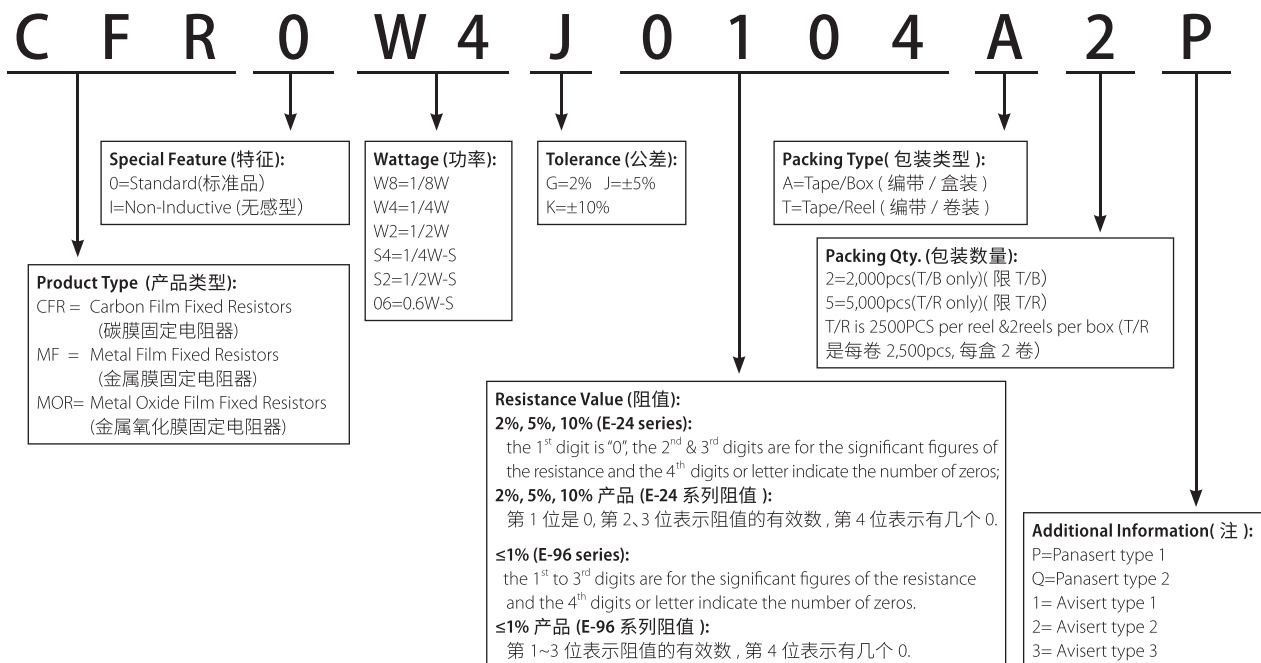 CFR0W4J0104A2P
Special Feature (特征):
0=Standard(标准品)
I=Non-Inductive (无感型)
Wattage (功率):
W8=1/8W
W4=1/4W
W2=1/2W
S4=1/4W-S
S2=1/2W-S
06=0.6W-S
Tolerance (公差):
G=2% J=±5%
K=±10%
Packing Type( 包装类型 ):
A=Tape/Box ( 编带 / 盒装 )
T=Tape/Reel ( 编带 / 卷装 )
Packing Qty. (包装数量):
2=2,000pcs(T/B only)( 限 T/B)
5=5,000pcs(T/R only)( 限 T/R)
T/R is 2500PCS per reel &2reels per box (T/R
是每卷 2,500pcs, 每盒 2 卷)
Product Type (产品类型):
CFR = Carbon Film Fixed Resistors
(碳膜固定电阻器)
MF = Metal Film Fixed Resistors
(金属膜固定电阻器)
MOR= Metal Oxide Film Fixed Resistors
(金属氧化膜固定电阻器)
Resistance Value (阻值):
2%, 5%, 10% (E-24 series):
the 1st digit is “0”, the 2nd & 3rd digits are for the significant figures of
the resistance and the 4th digits or letter indicate the number of zeros;
2%, 5%, 10% 产品 (E-24 系列阻值 ):
第 1 位是 0, 第 2、3 位表示阻值的有效数 , 第 4 位表示有几个 0.
≤1% (E-96 series):
the 1st to 3rd digits are for the significant figures of the resistance
and the 4th digits or letter indicate the number of zeros.
≤1% 产品 (E-96 系列阻值 ):
第 1~3 位表示阻值的有效数 , 第 4 位表示有几个 0.
Additional Information( 注 ):
P=Panasert type 1
Q=Panasert type 2
1= Avisert type 1
2= Avisert type 2
3= Avisert type 3